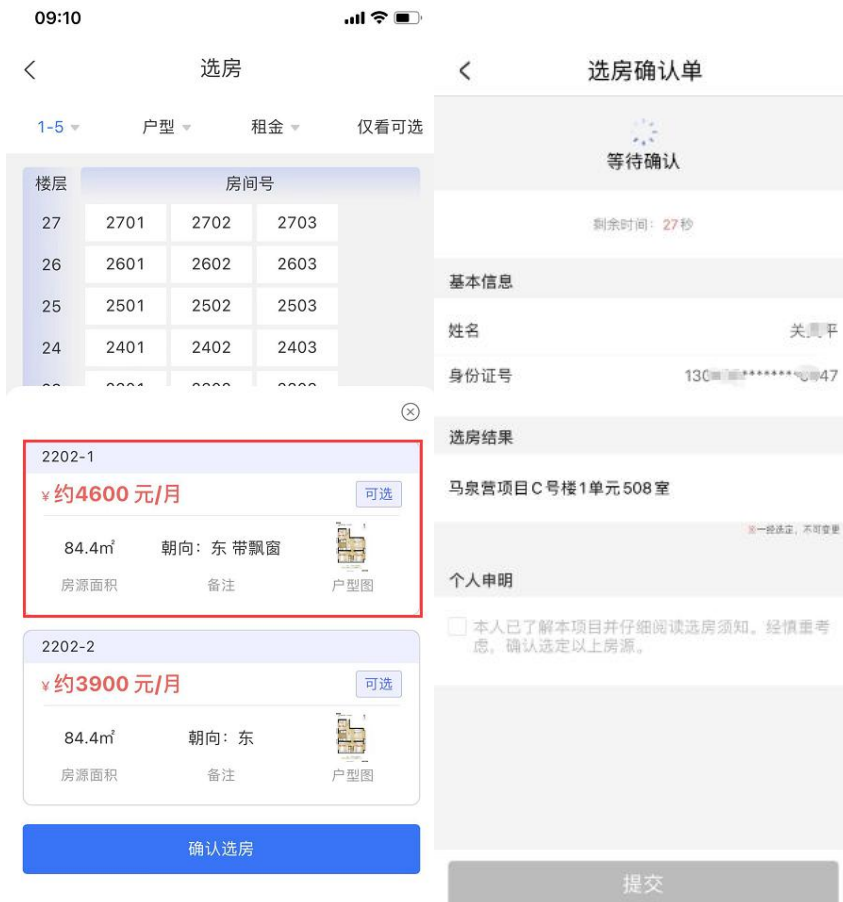 09:10
选房
1-5 户型 租金 仅看可选
楼层 房间号
27 2701 2702 2703
26 2601 2602 2603
25 2501 2502 2503
24 2401 2402 2403
2202-1
¥约4600 元/月 可选
84.4㎡ 朝向：东 带飘窗
房源面积 备注 户型图
2202-2
¥约3900 元/月 可选
84.4㎡ 朝向：东
房源面积 备注 户型图
确认选房
选房确认单
等待确认
剩余时间：27秒
基本信息
姓名 关 平
身份证号 130********47
选房结果
马泉营项目C号楼1单元508室
※一经选定，不可变更
个人申明
本人已了解本项目并仔细阅读选房须知。经慎重考
虑，确认选定以上房源。
提交